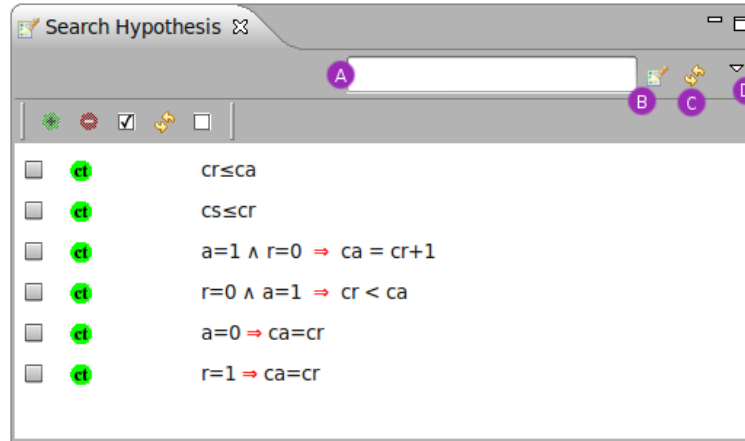 Search Hypothesis
A
B
C
D
ct cr≤ca
ct cs≤cr
ct a=1 ∧ r=0 ⇒ ca = cr+1
ct r=0 ∧ a=1 ⇒ cr < ca
ct a=0 ⇒ ca=cr
ct r=1 ⇒ ca=cr